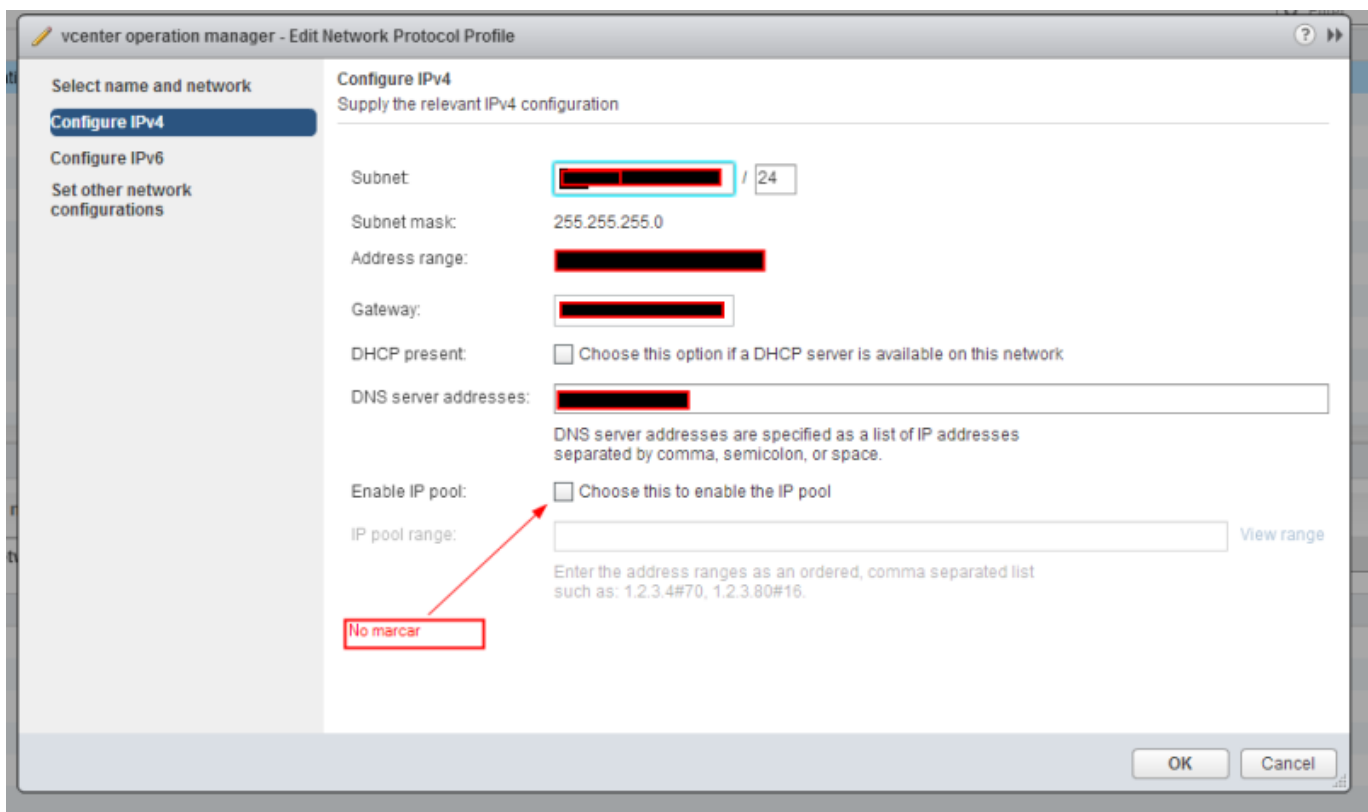 vcenter operation manager - Edit Network Protocol Profile
?
Select name and network
Configure IPv4
Configure IPv6
Set other network
configurations
Configure IPv4
Supply the relevant IPv4 configuration
Subnet: / 24
Subnet mask: 255.255.255.0
Address range:
Gateway:
DHCP present: Choose this option if a DHCP server is available on this network
DNS server addresses:
DNS server addresses are specified as a list of IP addresses
separated by comma, semicolon, or space.
Enable IP pool: Choose this to enable the IP pool
IP pool range: View range
Enter the address ranges as an ordered, comma separated list
such as: 1.2.3.4#70, 1.2.3.80#16.
No marcar
OK Cancel